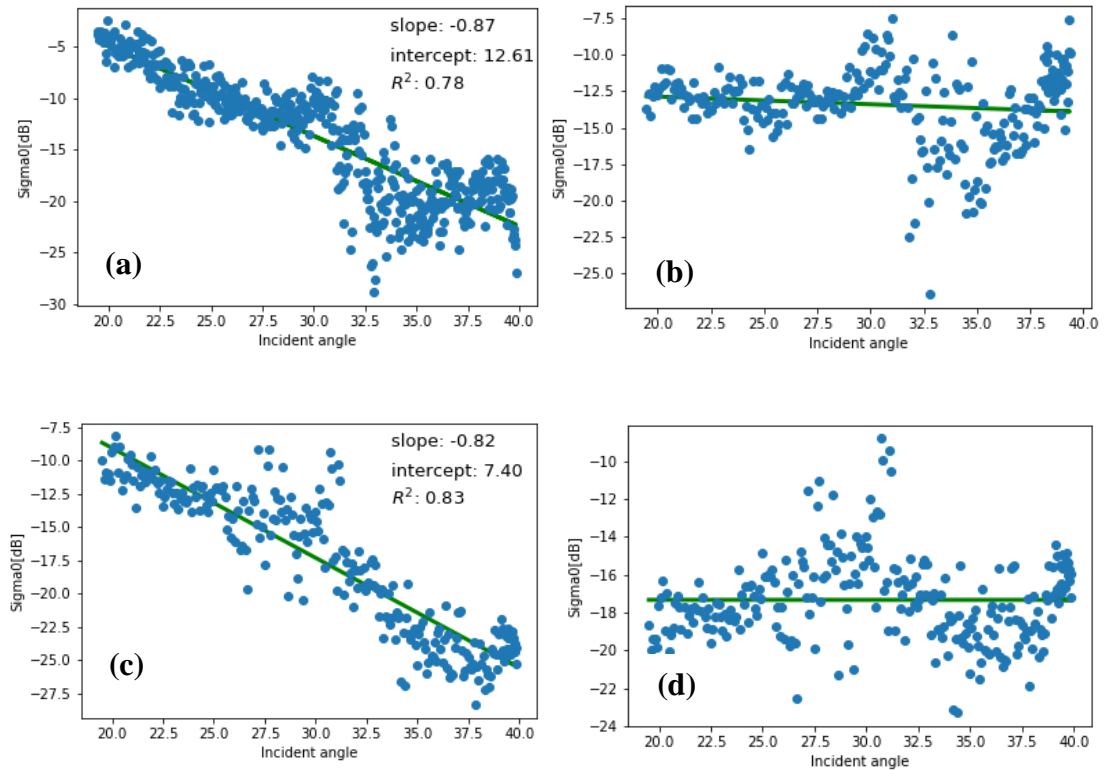 slope: -0.87
intercept: 12.61
R²: 0.78
−5
−10
−15
−20
−25
−30
Sigma0[dB]
(a)
20.0 22.5 25.0 27.5 30.0 32.5 35.0 37.5 40.0
Incident angle
−7.5
−10.0
−12.5
−15.0
−17.5
−20.0
−22.5
−25.0
Sigma0[dB]
(b)
20.0 22.5 25.0 27.5 30.0 32.5 35.0 37.5 40.0
Incident angle
slope: -0.82
intercept: 7.40
R²: 0.83
−7.5
−10.0
−12.5
−15.0
−17.5
−20.0
−22.5
−25.0
−27.5
Sigma0[dB]
(c)
20.0 22.5 25.0 27.5 30.0 32.5 35.0 37.5 40.0
Incident angle
−10
−12
−14
−16
−18
−20
−22
−24
Sigma0[dB]
(d)
20.0 22.5 25.0 27.5 30.0 32.5 35.0 37.5 40.0
Incident angle